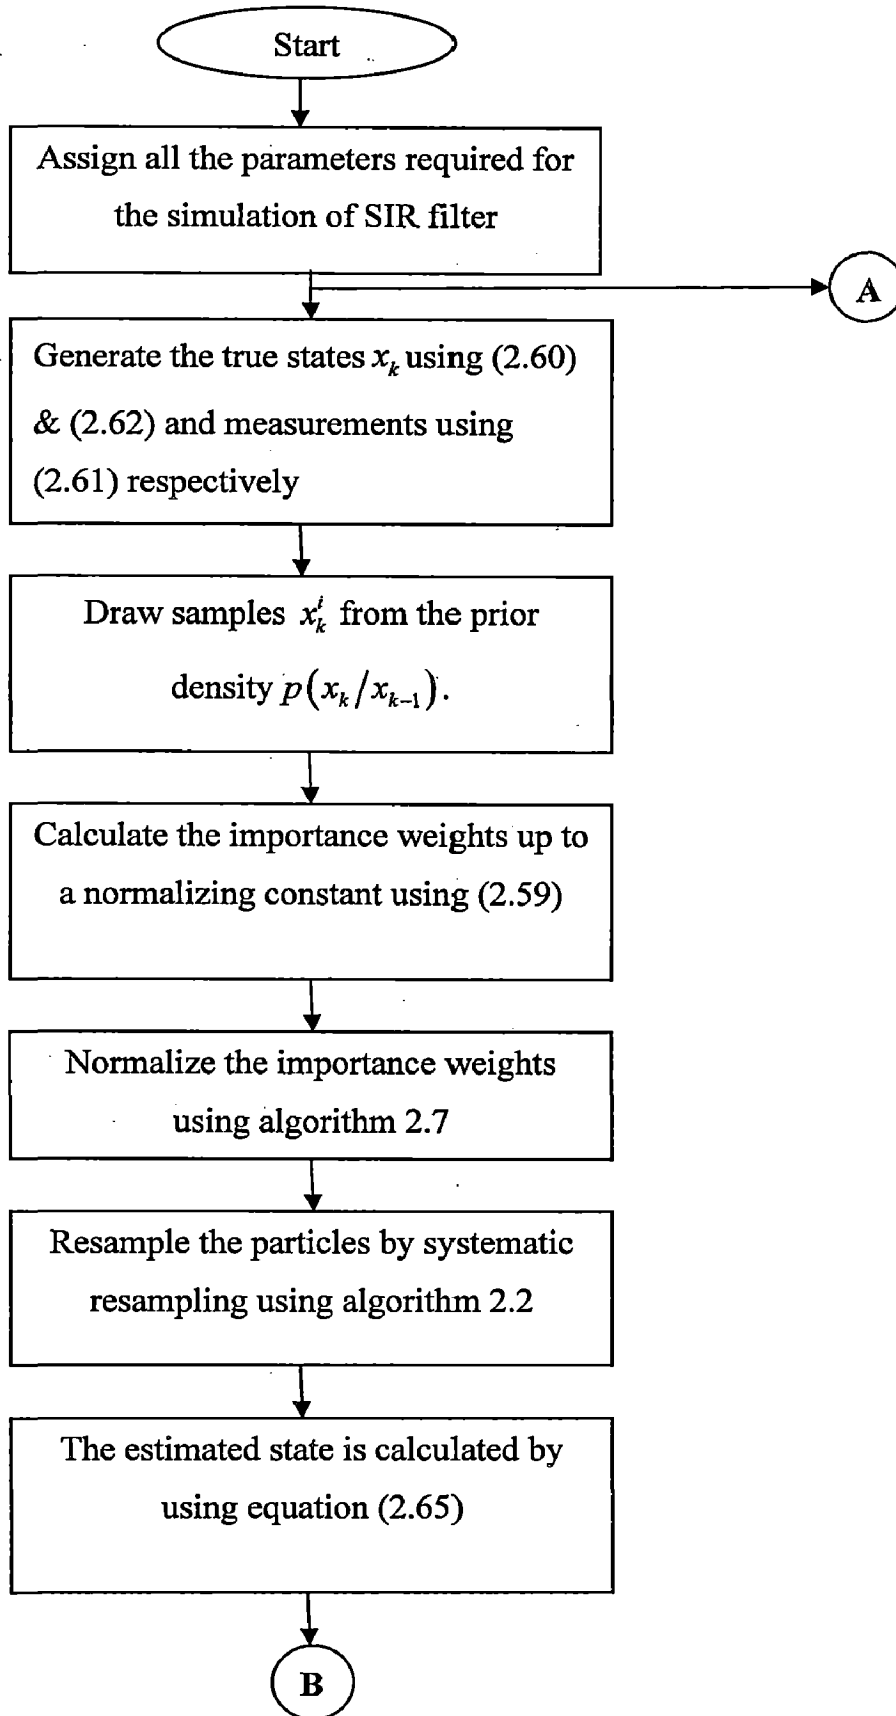 Start
Assign all the parameters required for
the simulation of SIR filter
A
Generate the true states x_k using (2.60)
& (2.62) and measurements using
(2.61) respectively
Draw samples x_k^i from the prior
density p(x_k/x_{k-1}).
Calculate the importance weights up to
a normalizing constant using (2.59)
Normalize the importance weights
using algorithm 2.7
Resample the particles by systematic
resampling using algorithm 2.2
The estimated state is calculated by
using equation (2.65)
B